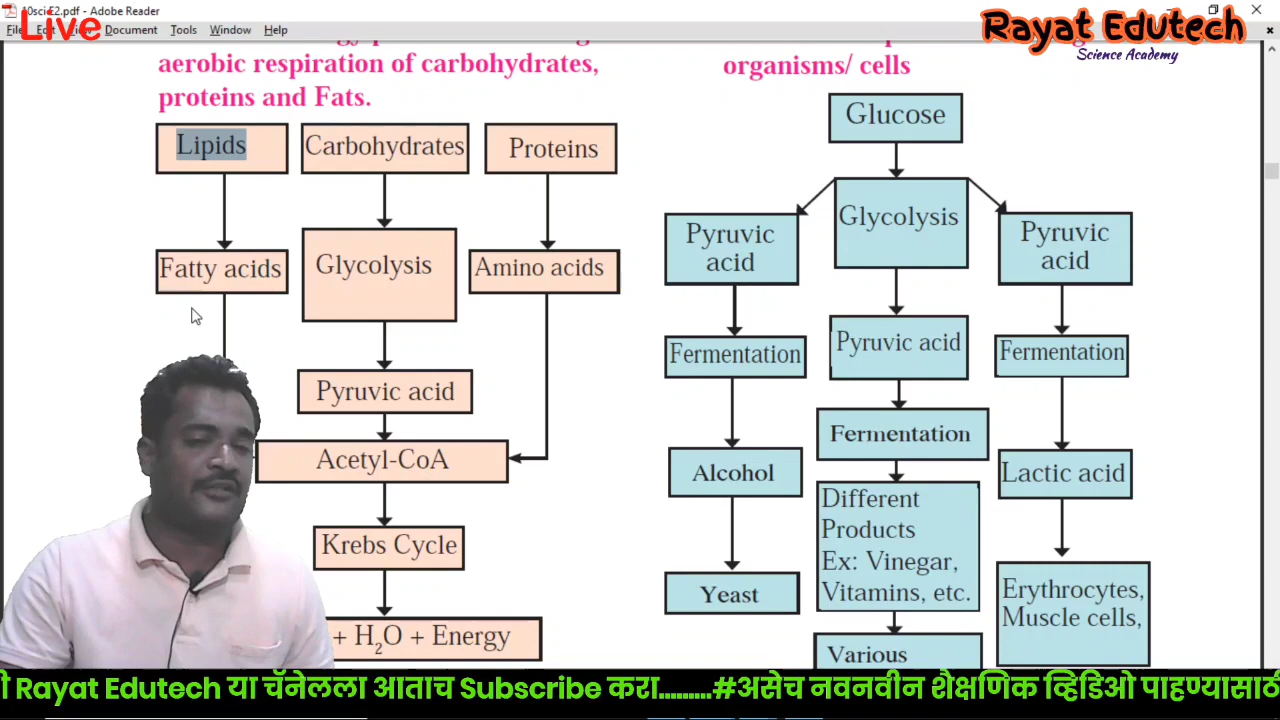 10sci E2.pdf - Adobe Reader
Live
File Document Tools Window Help
Rayat Edutech
Science Academy
aerobic respiration of carbohydrates,
proteins and Fats.
organisms/ cells
Lipids
Carbohydrates
Proteins
Fatty acids
Glycolysis
Amino acids
Pyruvic acid
Acetyl-CoA
Krebs Cycle
+ H₂O + Energy
Glucose
Pyruvic
acid
Glycolysis
Pyruvic
acid
Fermentation
Pyruvic acid
Fermentation
Fermentation
Alcohol
Different
Products
Ex: Vinegar,
Vitamins, etc.
Lactic acid
Yeast
Various
Erythrocytes,
Muscle cells,
Rayat Edutech या चॅनेलला आताच Subscribe करा.........#असेच नवनवीन शैक्षणिक व्हिडिओ पाहण्यासाठी